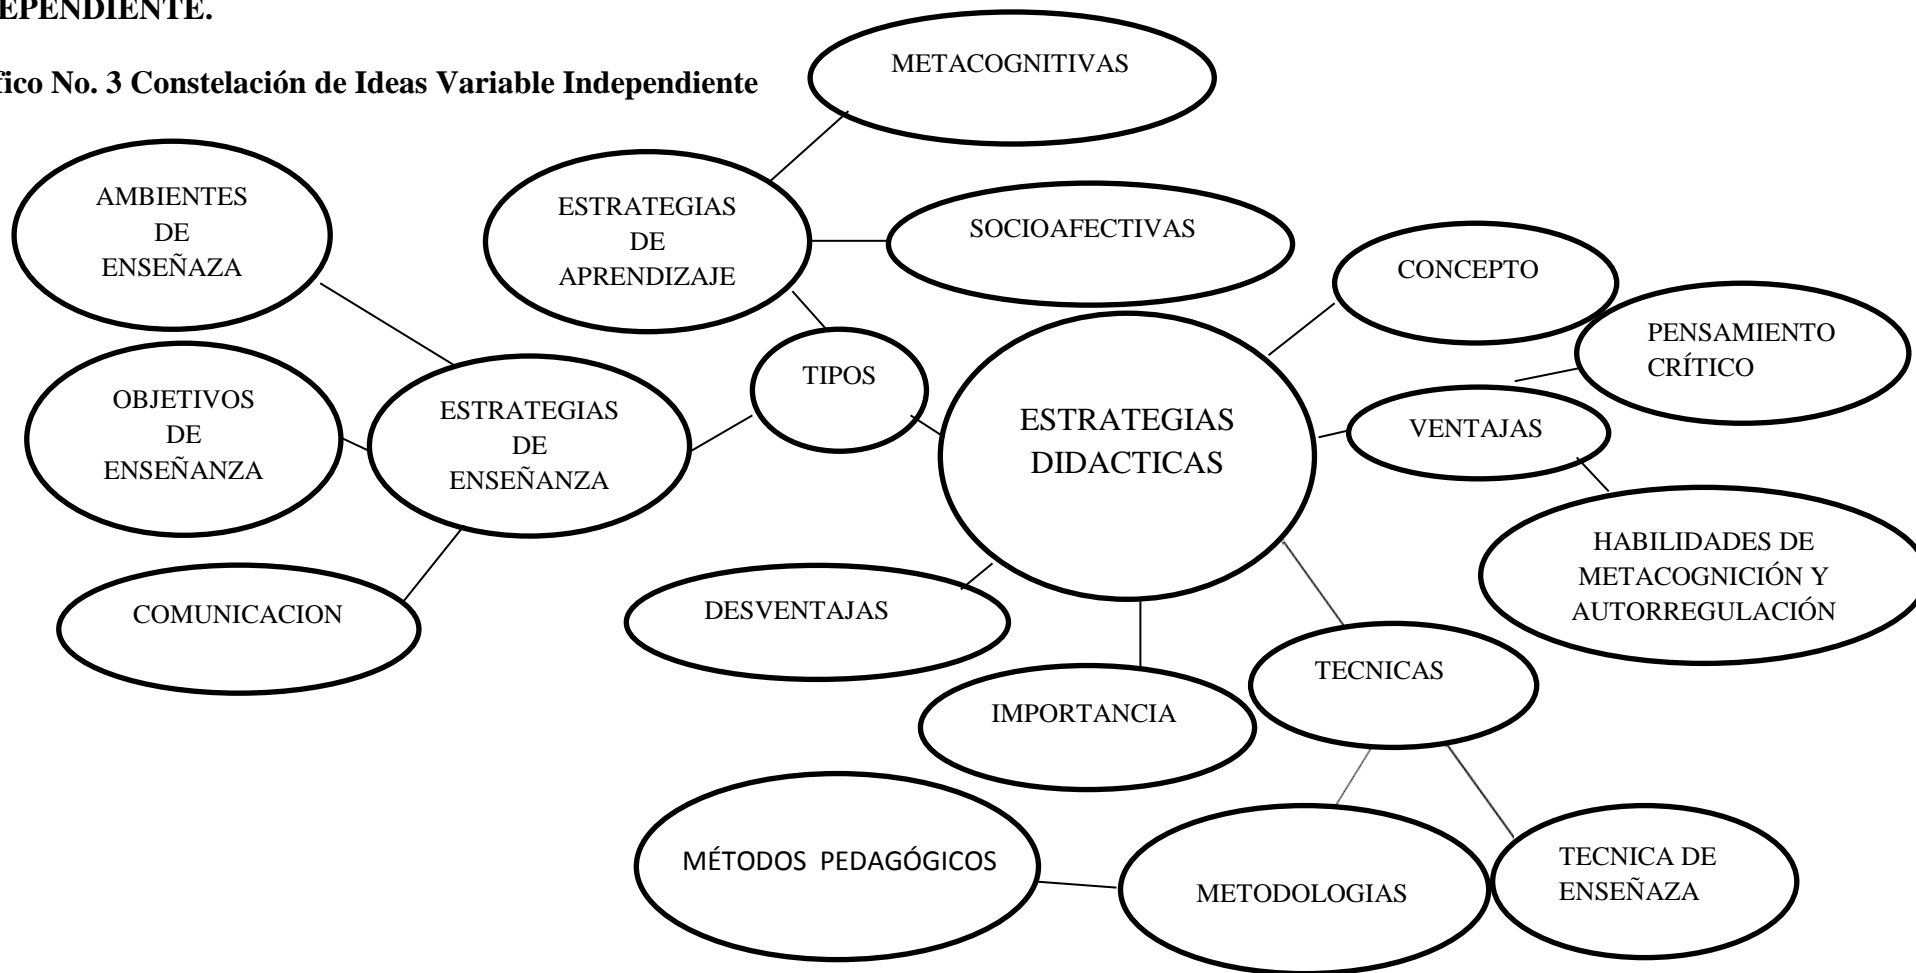 EPENDIENTE.
fico No. 3 Constelación de Ideas Variable Independiente
METACOGNITIVAS
AMBIENTES
DE
ENSEÑAZA
ESTRATEGIAS
DE
APRENDIZAJE
SOCIOAFECTIVAS
CONCEPTO
PENSAMIENTO
CRÍTICO
TIPOS
OBJETIVOS
DE
ENSEÑANZA
ESTRATEGIAS
DE
ENSEÑANZA
ESTRATEGIAS
DIDACTICAS
VENTAJAS
HABILIDADES DE
METACOGNICIÓN Y
AUTORREGULACIÓN
COMUNICACION
DESVENTAJAS
TECNICAS
IMPORTANCIA
MÉTODOS  PEDAGÓGICOS
METODOLOGIAS
TECNICA DE
ENSEÑAZA